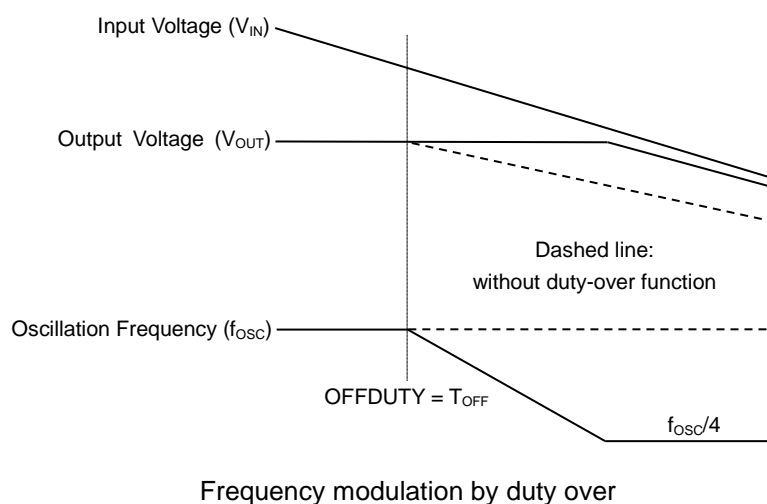 Input Voltage (VIN)
Output Voltage (VOUT)
Dashed line:
without duty-over function
Oscillation Frequency (fOSC)
OFFDUTY = TOFF
fOSC/4
Frequency modulation by duty over